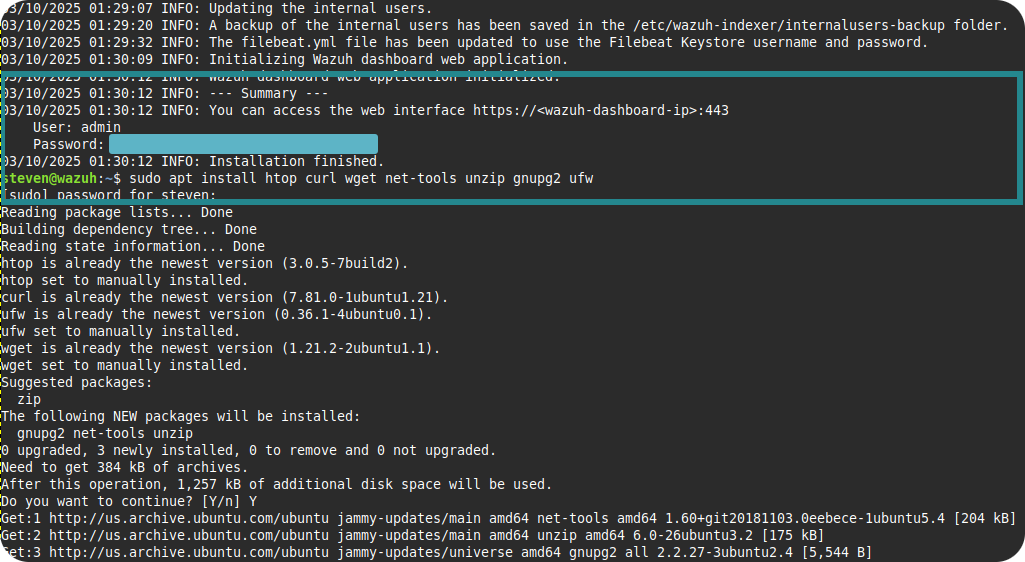 03/10/2025 01:29:07 INFO: Updating the internal users.
03/10/2025 01:29:20 INFO: A backup of the internal users has been saved in the /etc/wazuh-indexer/internalusers-backup folder.
03/10/2025 01:29:32 INFO: The filebeat.yml file has been updated to use the Filebeat Keystore username and password.
03/10/2025 01:30:09 INFO: Initializing Wazuh dashboard web application.
03/10/2025 01:30:12 INFO: Wazuh dashboard web application initialized.
03/10/2025 01:30:12 INFO: --- Summary ---
03/10/2025 01:30:12 INFO: You can access the web interface https://<wazuh-dashboard-ip>:443
    User: admin
    Password:
03/10/2025 01:30:12 INFO: Installation finished.
steven@wazuh:~$ sudo apt install htop curl wget net-tools unzip gnupg2 ufw
[sudo] password for steven:
Reading package lists... Done
Building dependency tree... Done
Reading state information... Done
htop is already the newest version (3.0.5-7build2).
htop set to manually installed.
curl is already the newest version (7.81.0-1ubuntu1.21).
ufw is already the newest version (0.36.1-4ubuntu0.1).
ufw set to manually installed.
wget is already the newest version (1.21.2-2ubuntu1.1).
wget set to manually installed.
Suggested packages:
  zip
The following NEW packages will be installed:
  gnupg2 net-tools unzip
0 upgraded, 3 newly installed, 0 to remove and 0 not upgraded.
Need to get 384 kB of archives.
After this operation, 1,257 kB of additional disk space will be used.
Do you want to continue? [Y/n] Y
Get:1 http://us.archive.ubuntu.com/ubuntu jammy-updates/main amd64 net-tools amd64 1.60+git20181103.0eebece-1ubuntu5.4 [204 kB]
Get:2 http://us.archive.ubuntu.com/ubuntu jammy-updates/main amd64 unzip amd64 6.0-26ubuntu3.2 [175 kB]
Get:3 http://us.archive.ubuntu.com/ubuntu jammy-updates/universe amd64 gnupg2 all 2.2.27-3ubuntu2.4 [5,544 B]